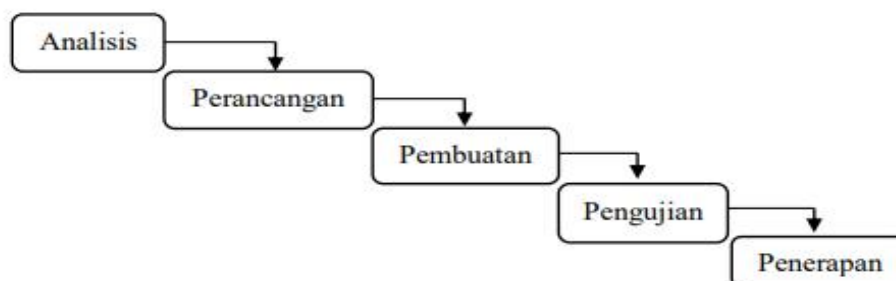 Analisis
Perancangan
Pembuatan
Pengujian
Penerapan